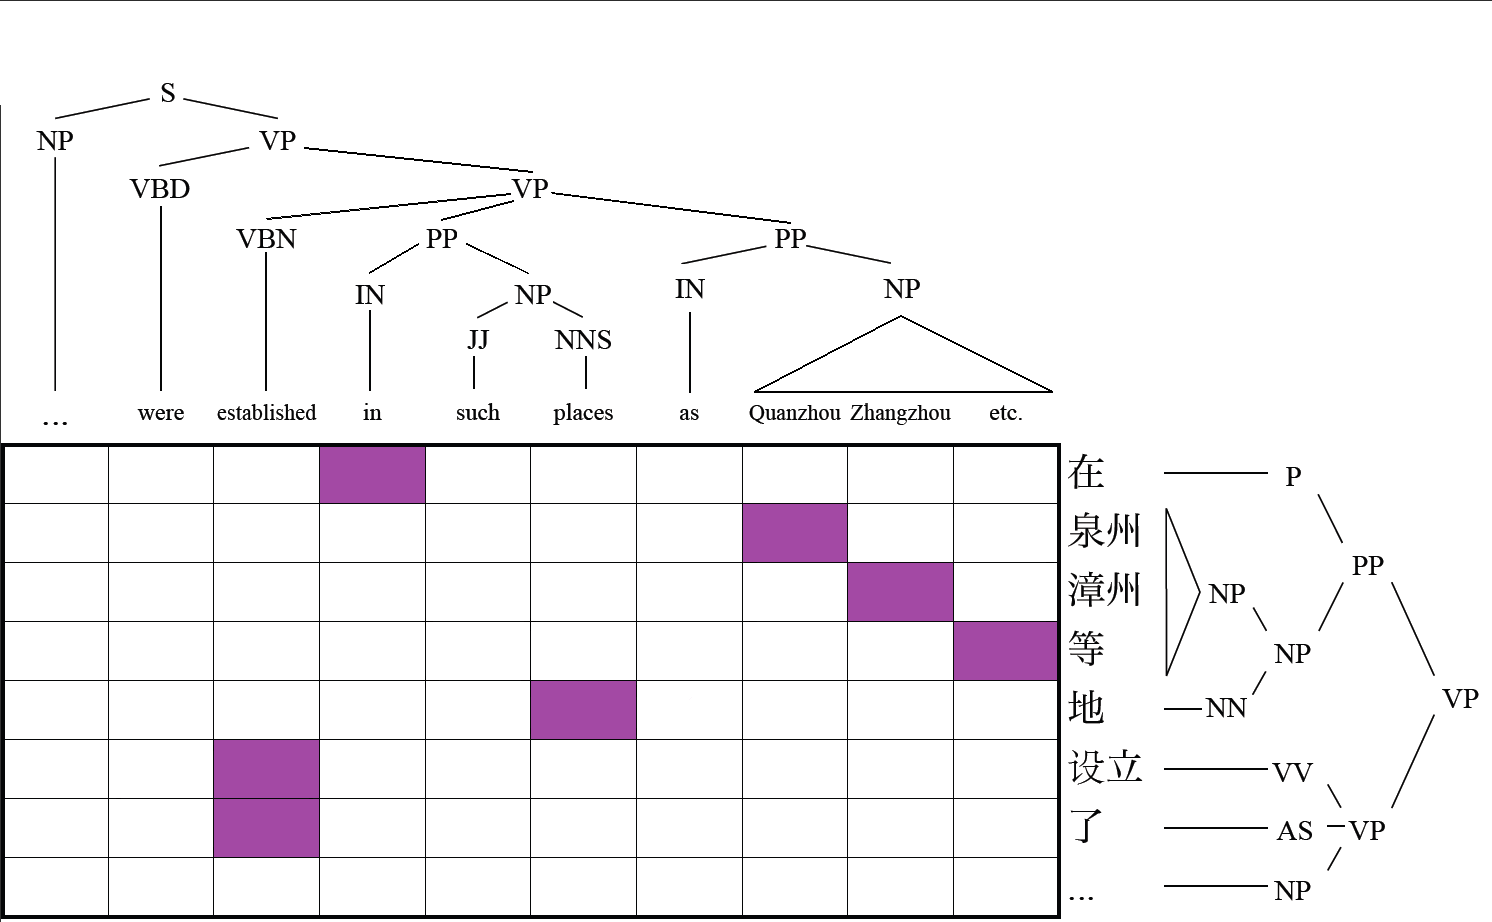 S
NP VP
VBD VP
VBN PP PP
IN NP IN NP
JJ NNS
... were established in such places as Quanzhou Zhangzhou etc.
在 P
泉州
PP
漳州 NP
等 NP
地 NN VP
设立 VV
了 AS VP
... NP